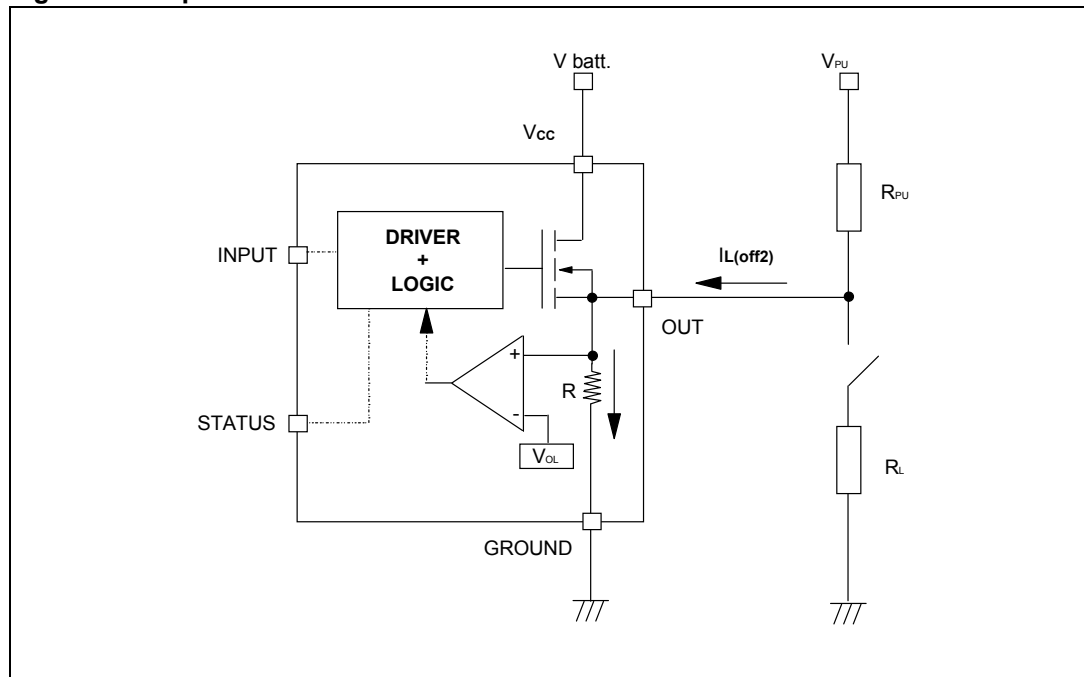 V batt.
VPU
Vcc
RPU
DRIVER
+
LOGIC
INPUT
IL(off2)
OUT
+
R
-
STATUS
VOL
RL
GROUND